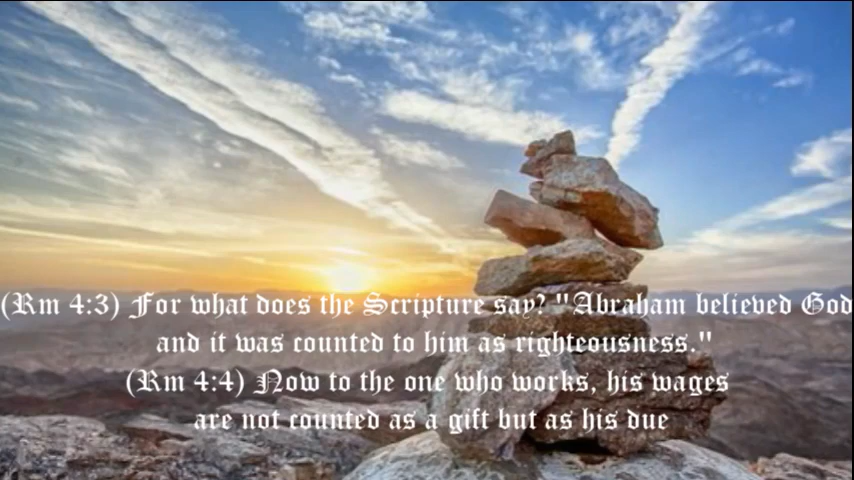 (Rm 4:3) For what does the Scripture say? "Abraham believed God
and it was counted to him as righteousness."
(Rm 4:4) Now to the one who works, his wages
are not counted as a gift but as his due